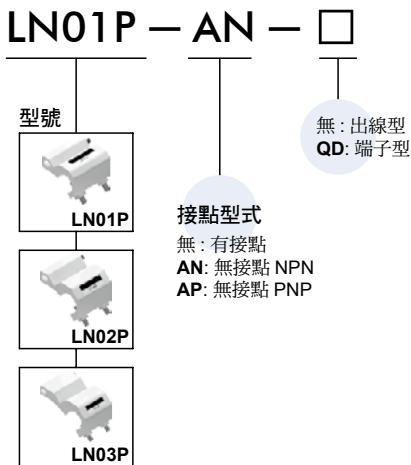 LN01P — AN — □
型號
LN01P
LN02P
LN03P
接點型式
無 : 有接點
AN: 無接點 NPN
AP: 無接點 PNP
無 : 出線型
QD: 端子型